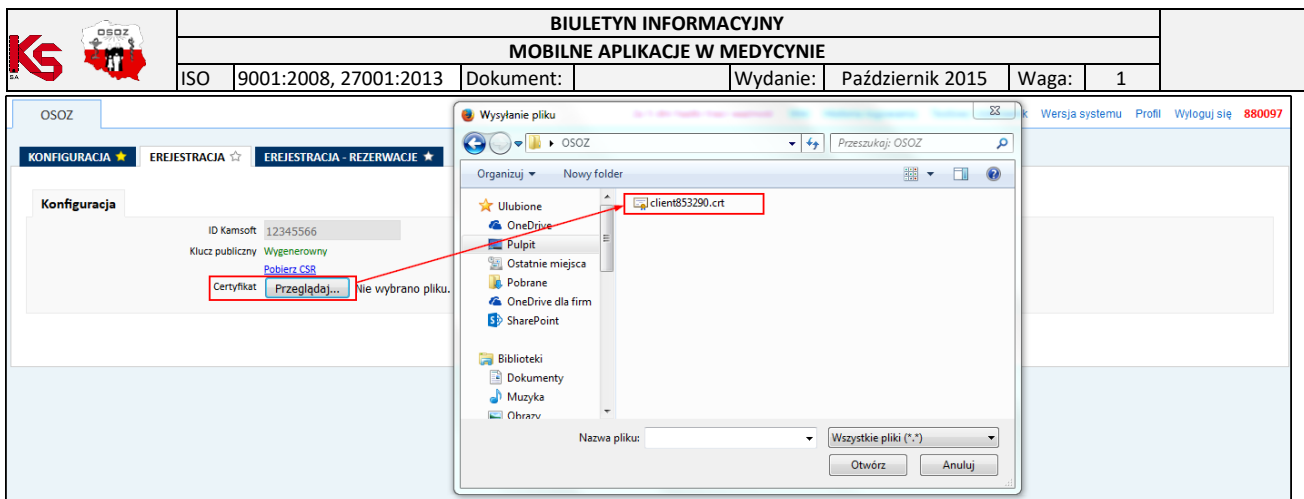 OSOZ
KS
SA
BIULETYN INFORMACYJNY
MOBILNE APLIKACJE W MEDYCYNIE
ISO 9001:2008, 27001:2013 Dokument: Wydanie: Październik 2015 Waga: 1
OSOZ
Wersja systemu Profil Wyloguj się 880097
KONFIGURACJA EREJESTRACJA EREJESTRACJA - REZERWACJE
Konfiguracja
ID Kamsoft 12345566
Klucz publiczny Wygenerowny
Pobierz CSR
Certyfikat Przeglądaj... Nie wybrano pliku.
Wysyłanie pliku
OSOZ
Przeszukaj: OSOZ
Organizuj Nowy folder
Ulubione
OneDrive
Pulpit
Ostatnie miejsca
Pobrane
OneDrive dla firm
SharePoint
Biblioteki
Dokumenty
Muzyka
Obrazy
client853290.crt
Nazwa pliku:
Wszystkie pliki (*.*)
Otwórz Anuluj